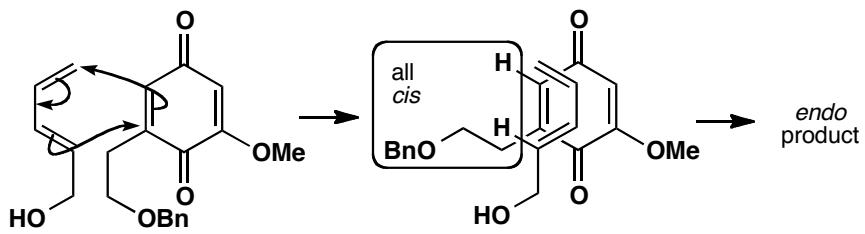 O
OMe
O
HO
OBn
all
cis
H
H
BnO
O
OMe
O
HO
endo
product